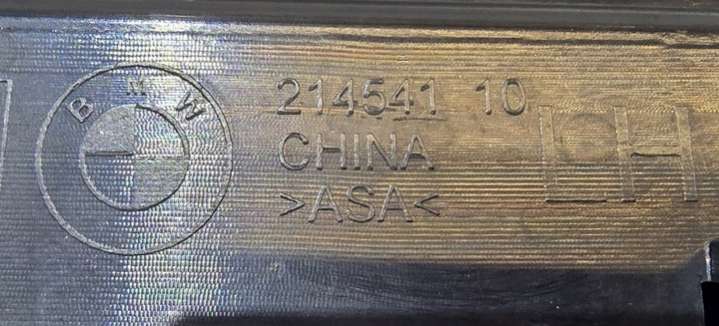 BMW
214541 10
CHINA
>ASA<
LH